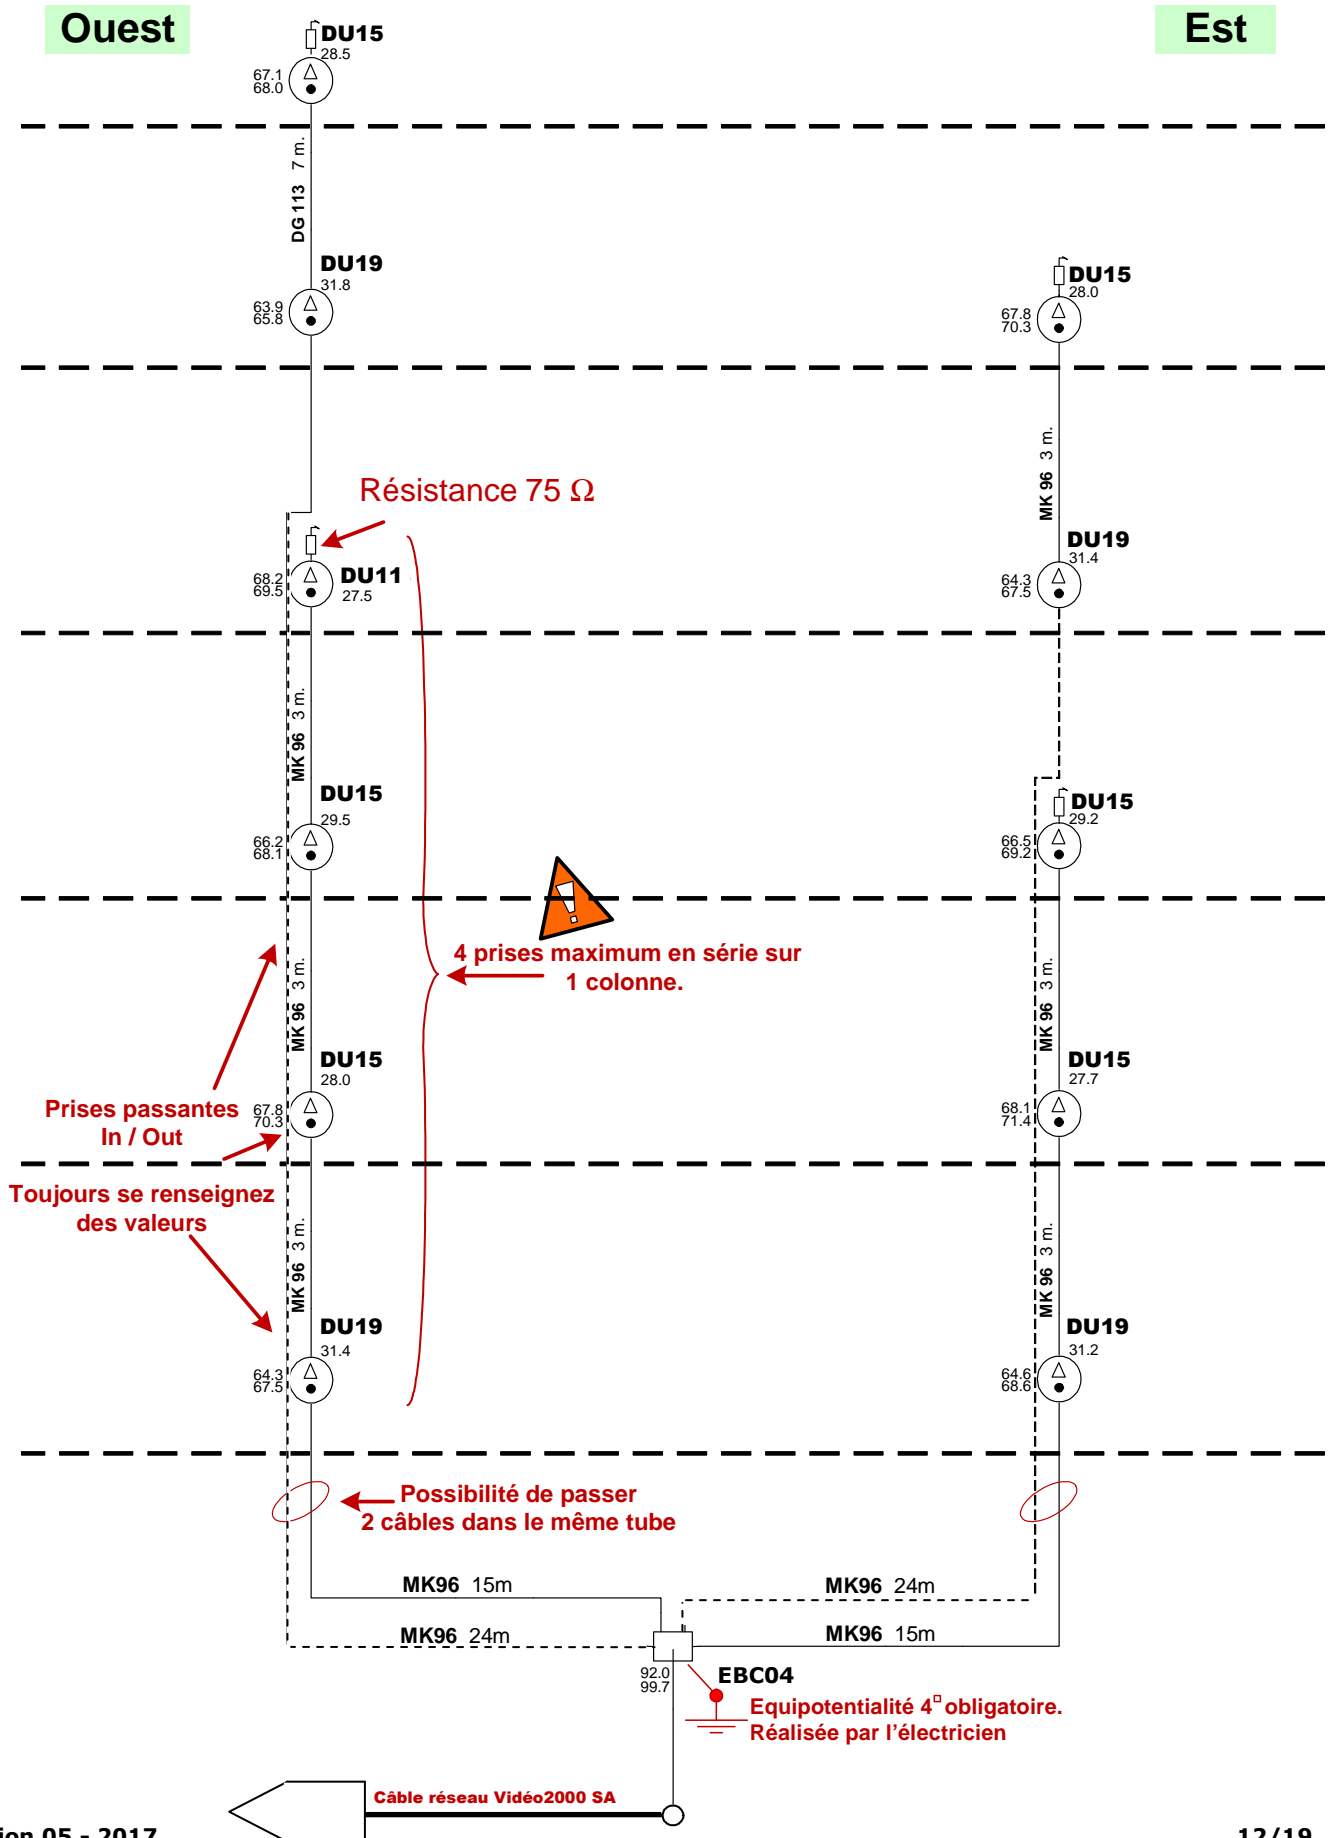 Ouest
Est
DU15
28.5
67.1
68.0
DG 113 7 m.
DU19
31.8
63.9
65.8
DU15
28.0
67.8
70.3
MK 96 3 m.
Résistance 75 Ω
DU11
27.5
68.2
69.5
DU19
31.4
64.3
67.5
MK 96 3 m.
DU15
29.5
66.2
68.1
DU15
29.2
66.5
69.2
4 prises maximum en série sur
1 colonne.
MK 96 3 m.
MK 96 3 m.
DU15
28.0
67.8
70.3
DU15
27.7
68.1
71.4
Prises passantes
In / Out
Toujours se renseignez
des valeurs
MK 96 3 m.
MK 96 3 m.
DU19
31.4
64.3
67.5
DU19
31.2
64.6
68.6
Possibilité de passer
2 câbles dans le même tube
MK96 15m
MK96 24m
MK96 24m
MK96 15m
92.0
99.7
EBC04
Equipotentialité 4□ obligatoire.
Réalisée par l'électricien
Câble réseau Vidéo2000 SA
ion 05 - 2017
12/19